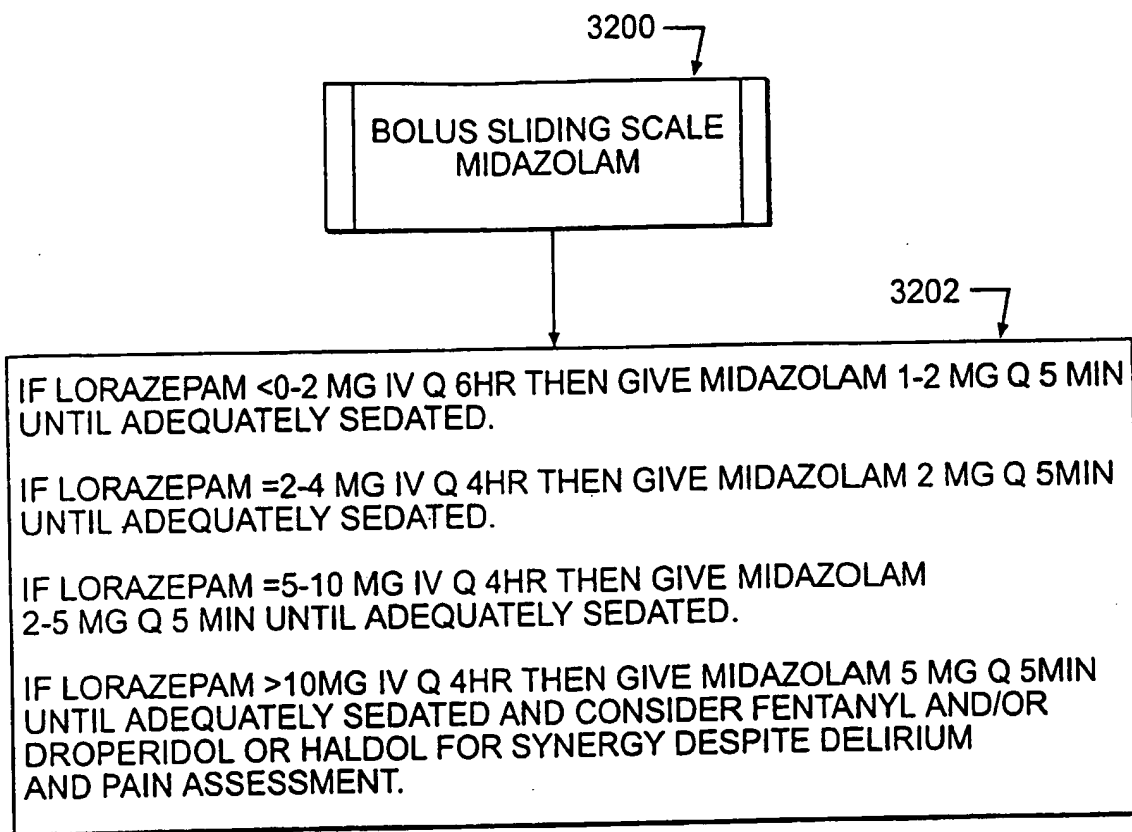 3200
BOLUS SLIDING SCALE
MIDAZOLAM
3202
IF LORAZEPAM <0-2 MG IV Q 6HR THEN GIVE MIDAZOLAM 1-2 MG Q 5 MIN
UNTIL ADEQUATELY SEDATED.
IF LORAZEPAM =2-4 MG IV Q 4HR THEN GIVE MIDAZOLAM 2 MG Q 5MIN
UNTIL ADEQUATELY SEDATED.
IF LORAZEPAM =5-10 MG IV Q 4HR THEN GIVE MIDAZOLAM
2-5 MG Q 5 MIN UNTIL ADEQUATELY SEDATED.
IF LORAZEPAM >10MG IV Q 4HR THEN GIVE MIDAZOLAM 5 MG Q 5MIN
UNTIL ADEQUATELY SEDATED AND CONSIDER FENTANYL AND/OR
DROPERIDOL OR HALDOL FOR SYNERGY DESPITE DELIRIUM
AND PAIN ASSESSMENT.